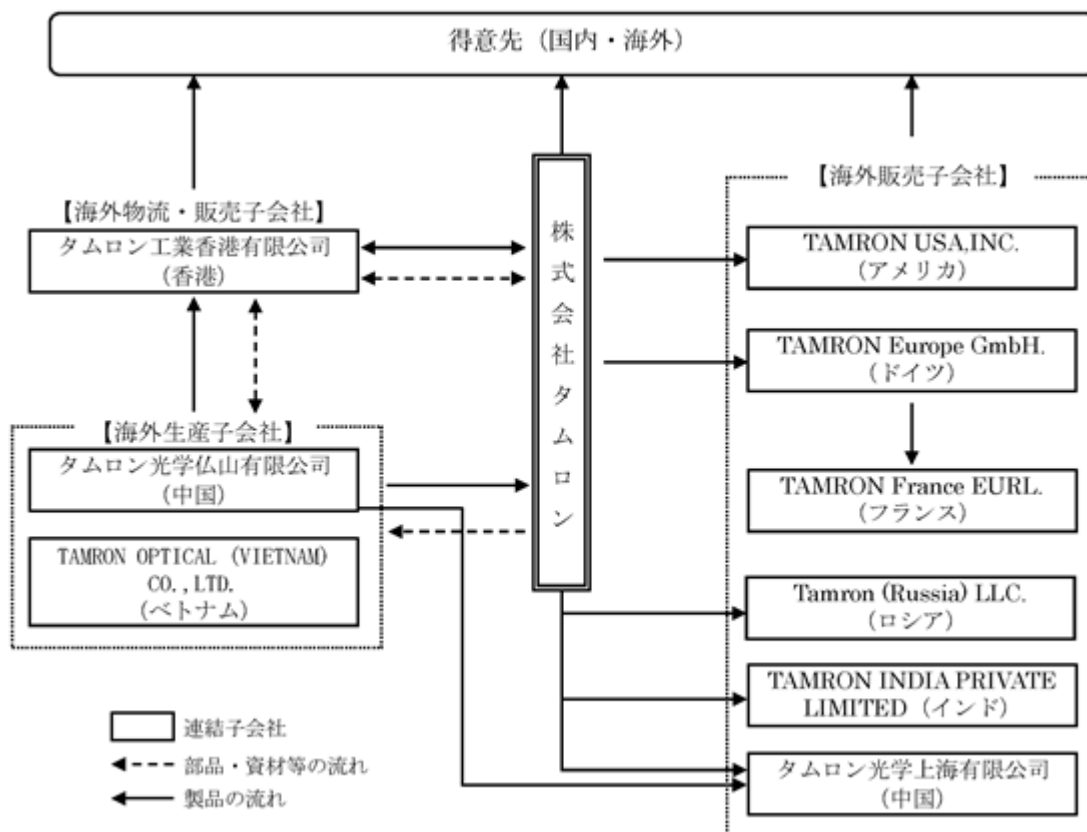 得意先（国内・海外）
【海外物流・販売子会社】
タムロン工業香港有限公司
（香港）
【海外生産子会社】
タムロン光学仏山有限公司
（中国）
TAMRON OPTICAL (VIETNAM)
CO.,LTD.
（ベトナム）
株式会社タムロン
【海外販売子会社】
TAMRON USA,INC.
（アメリカ）
TAMRON Europe GmbH.
（ドイツ）
TAMRON France EURL.
（フランス）
Tamron (Russia) LLC.
（ロシア）
TAMRON INDIA PRIVATE
LIMITED（インド）
タムロン光学上海有限公司
（中国）
連結子会社
部品・資材等の流れ
製品の流れ